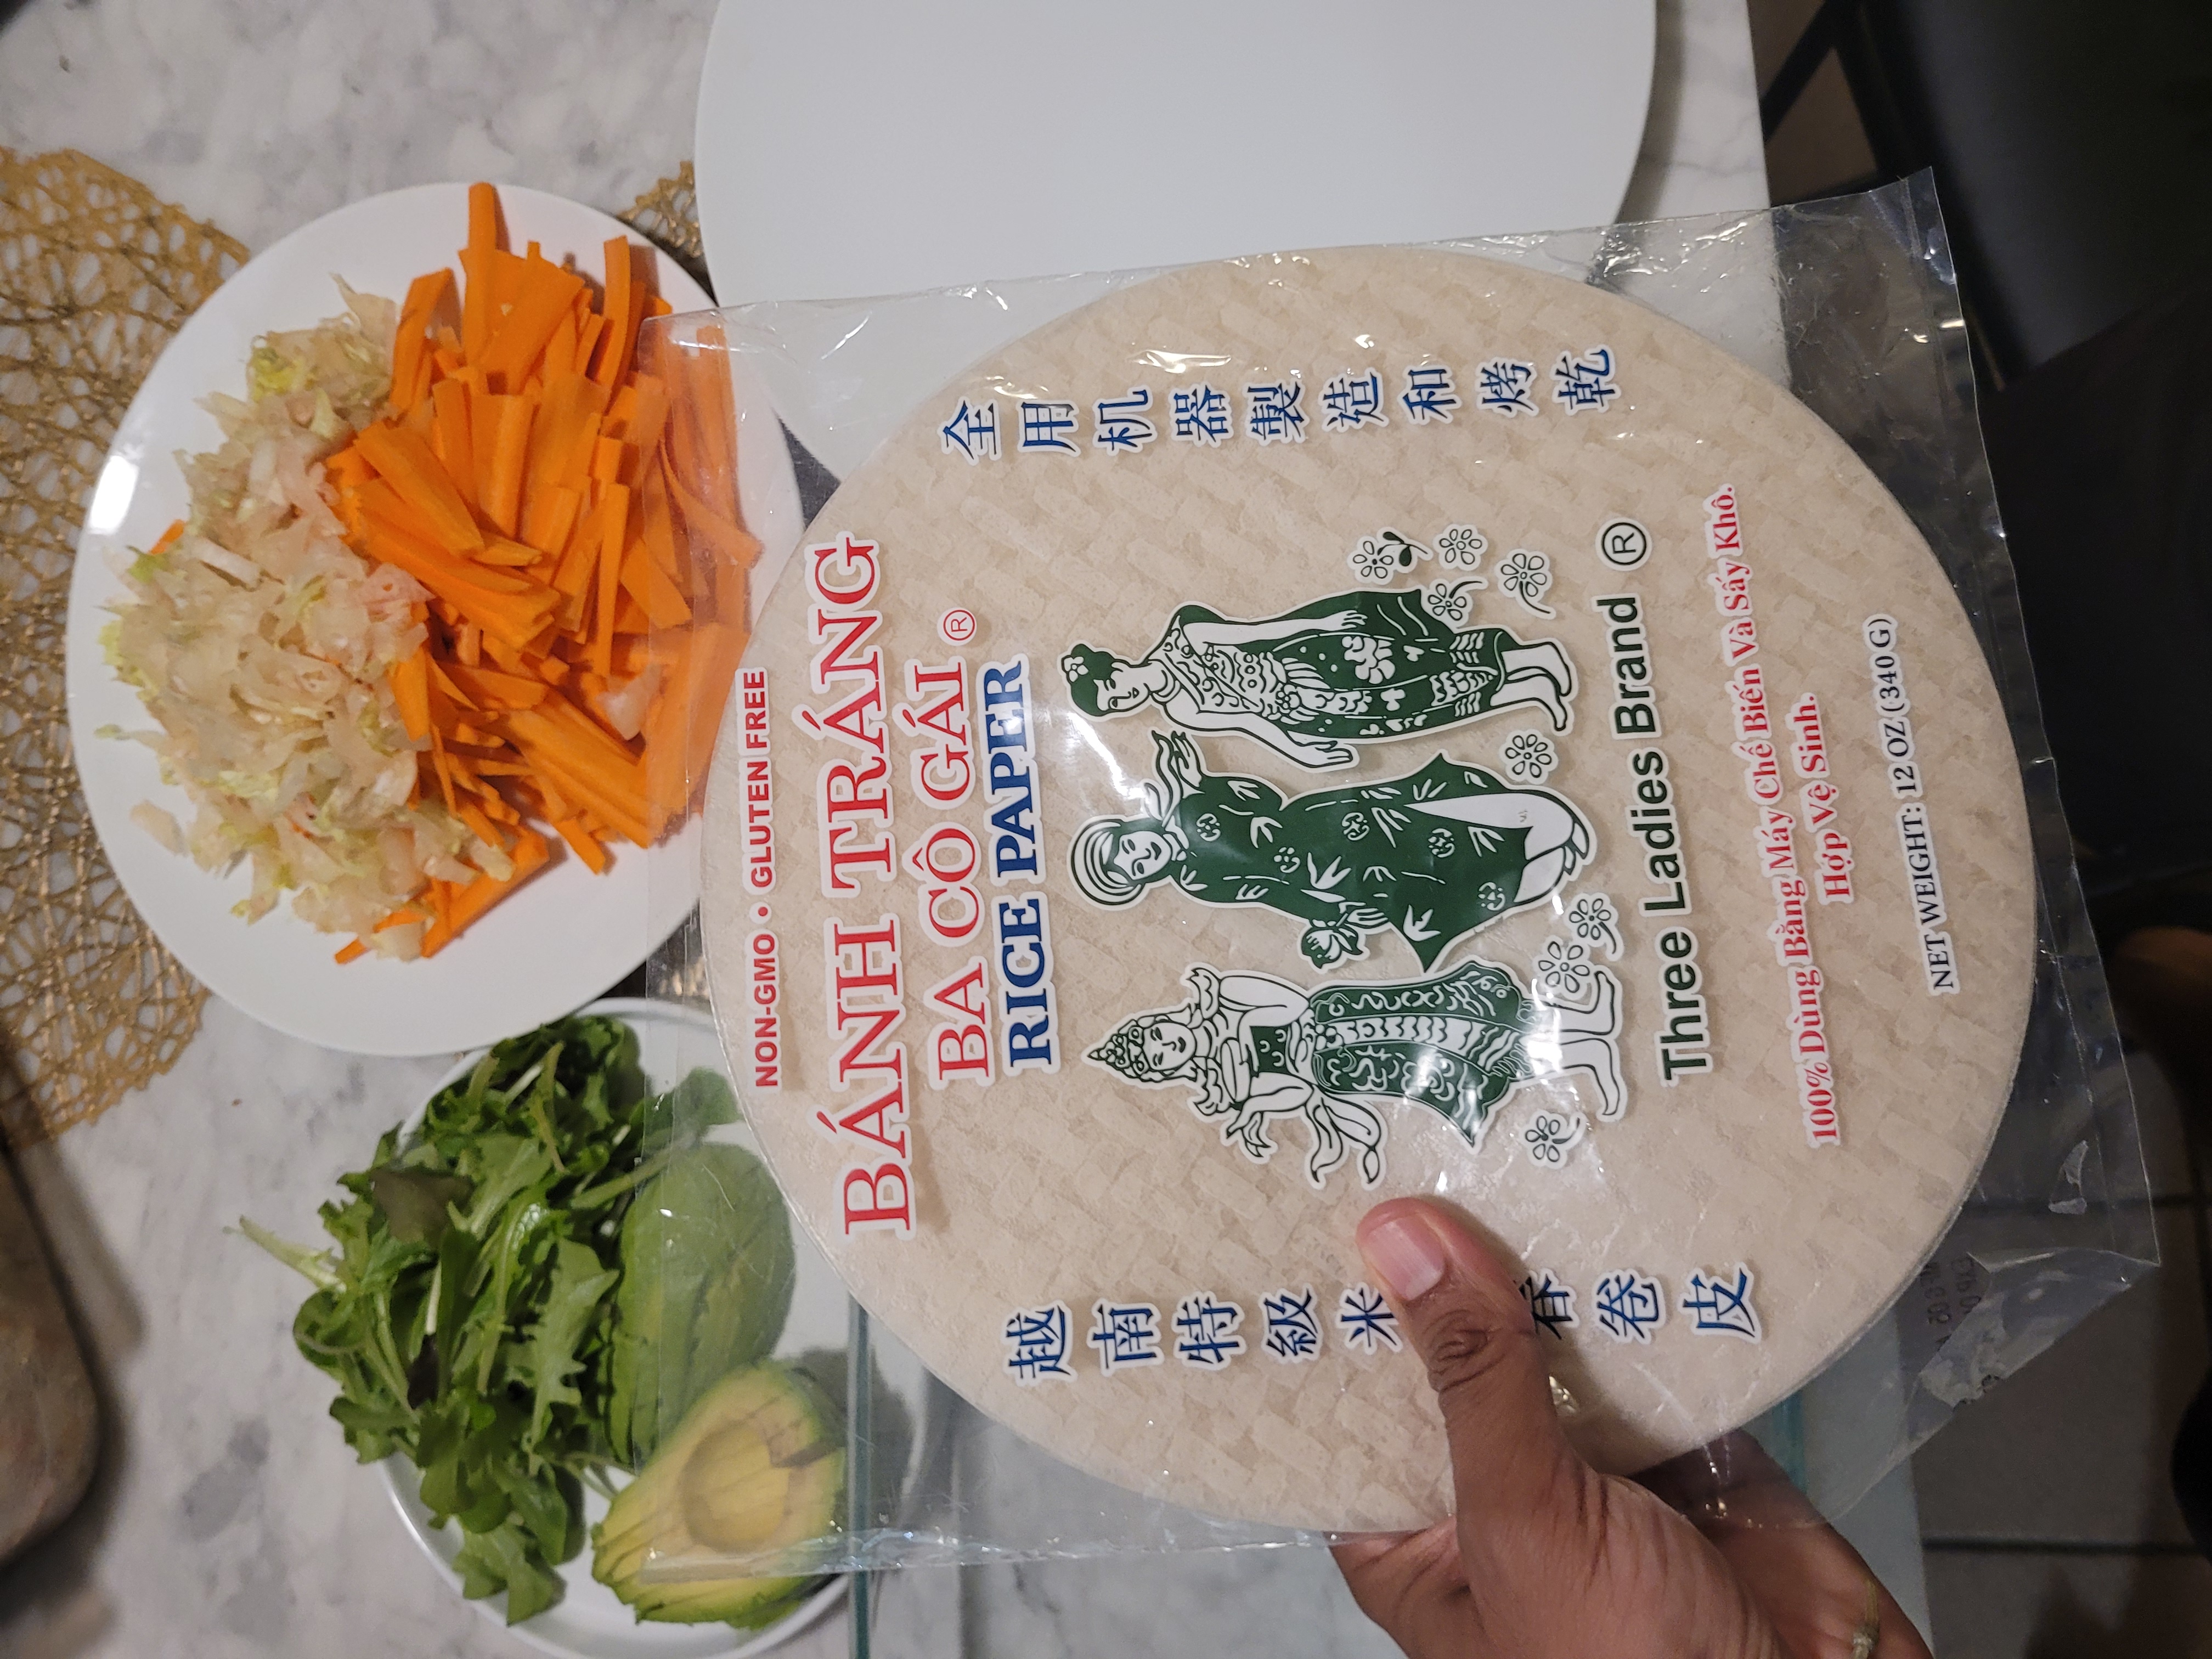 NON-GMO • GLUTEN FREE
BÁNH TRÁNG
BA CÔ GÁI ®
RICE PAPER
越南特級米
春卷皮
全用机器製造和烤乾
Three Ladies Brand ®
100% Dùng Bằng Máy Chế Biến Và Sấy Khô.
Hợp Vệ Sinh.
NET WEIGHT: 12 OZ (340 G)